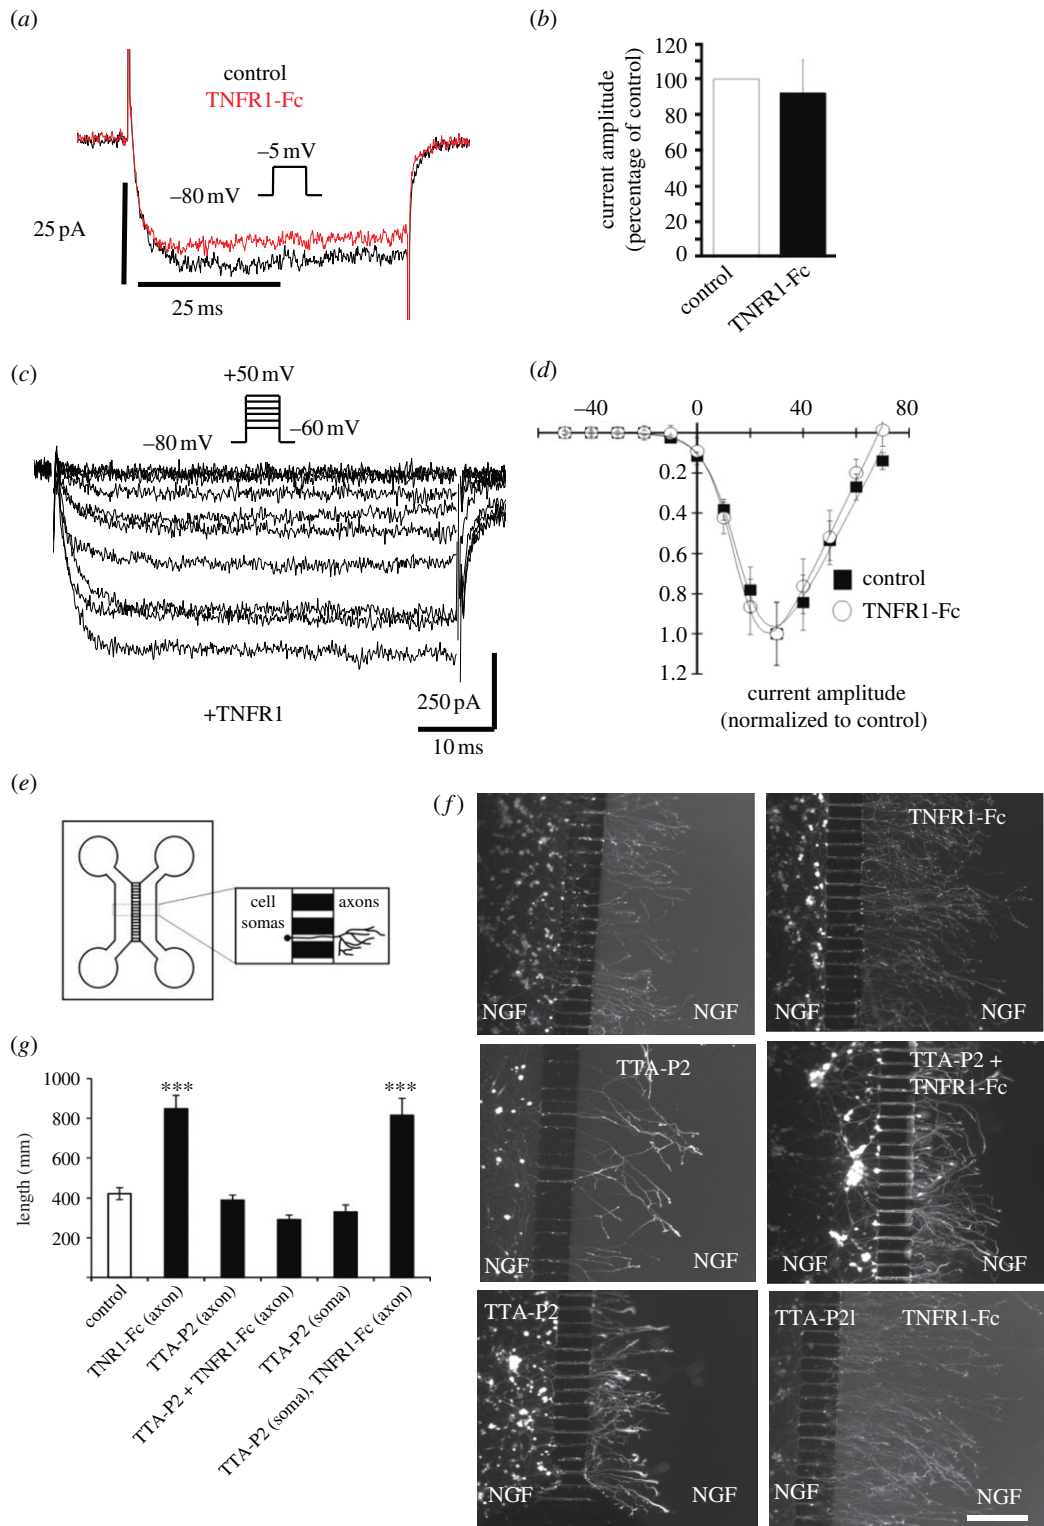 (a)
control
TNFR1-Fc
–5 mV
–80 mV
25 pA
25 ms
(b)
current amplitude
(percentage of control)
120
100
80
60
40
100
20
0
control
TNFR1-Fc
(c)
+50 mV
–80 mV
–60 mV
+TNFR1
250 pA
10 ms
(d)
–40
0
40
80
0.2
0.4
0.6
0.8
1.0
1.2
control
TNFR1-Fc
current amplitude
(normalized to control)
(e)
cell
somas
axons
(f)
NGF
NGF
TNFR1-Fc
NGF
NGF
TTA-P2
NGF
NGF
TTA-P2 +
TNFR1-Fc
NGF
NGF
TTA-P2
NGF
NGF
TTA-P2l
TNFR1-Fc
NGF
NGF
(g)
length (mm)
1000
800
600
400
200
***
***
control
TNR1-Fc (axon)
TTA-P2 (axon)
TTA-P2 + TNFR1-Fc (axon)
TTA-P2 (soma)
TTA-P2 (soma), TNFR1-Fc (axon)